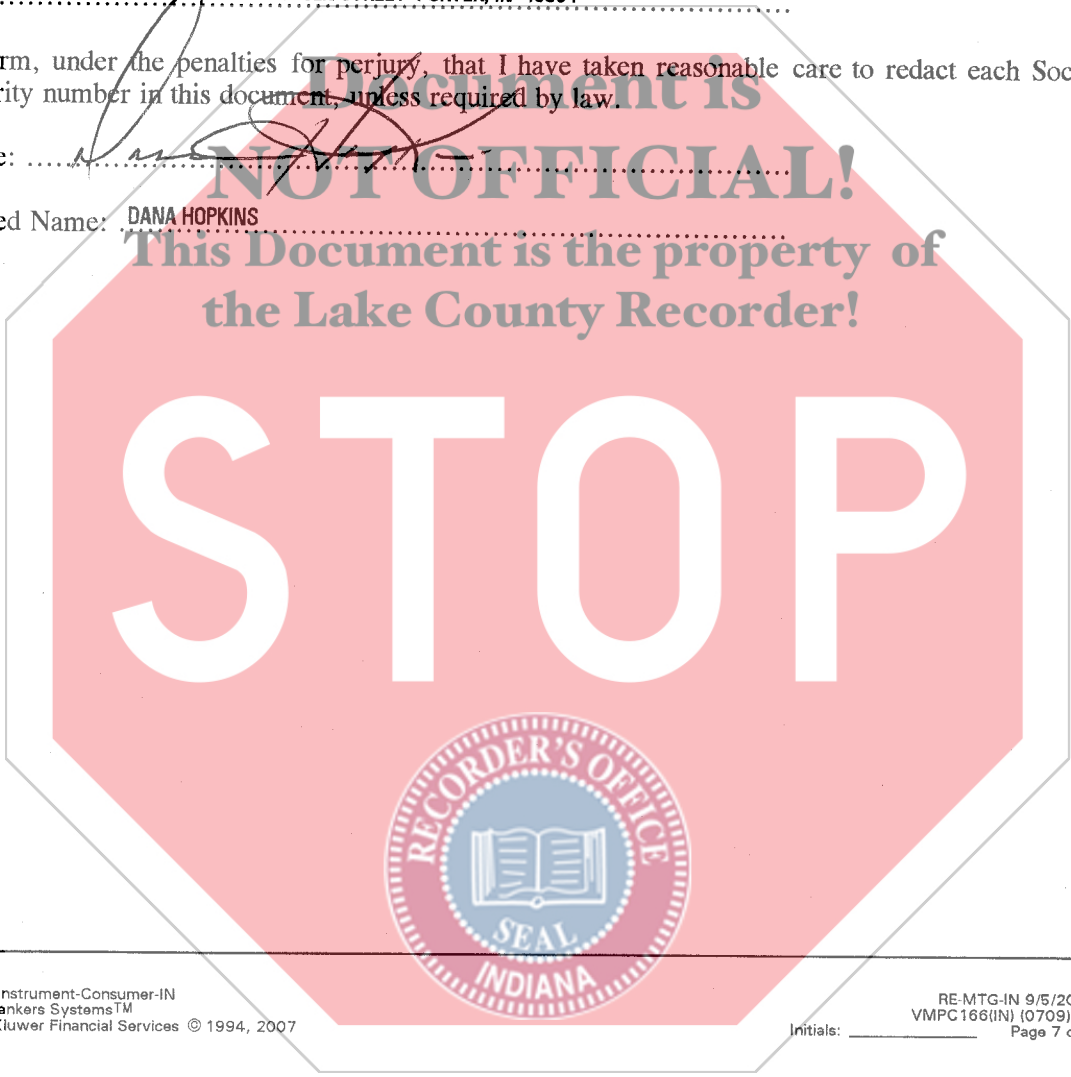 rm, under the penalties for perjury, that I have taken reasonable care to redact each Soc
rity number in this document, unless required by law.
Document is
e:
NOT OFFICIAL!
ed Name: DANA HOPKINS
This Document is the property of
the Lake County Recorder!
STOP
RECORDER'S OFFICE
SEAL
INDIANA
nstrument-Consumer-IN
ankers Systems™
Kluwer Financial Services © 1994, 2007
RE-MTG-IN 9/5/20
VMPC166(IN) (0709)
Initials: Page 7 o